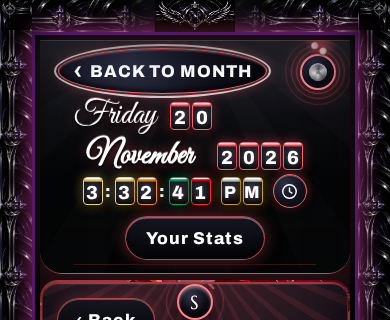 ‹ BACK TO MONTH
Friday 20
November 2026
3:32:41 PM
Your Stats
S
‹ Back